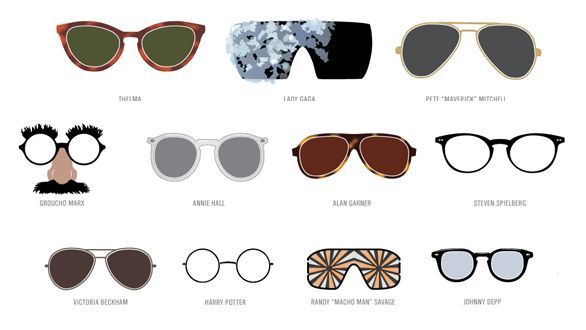 THELMA
LADY GAGA
PETE "MAVERICK" MITCHELL
GROUCHO MARX
ANNIE HALL
ALAN GARNER
STEVEN SPIELBERG
VICTORIA BECKHAM
HARRY POTTER
RANDY "MACHO MAN" SAVAGE
JOHNNY DEPP